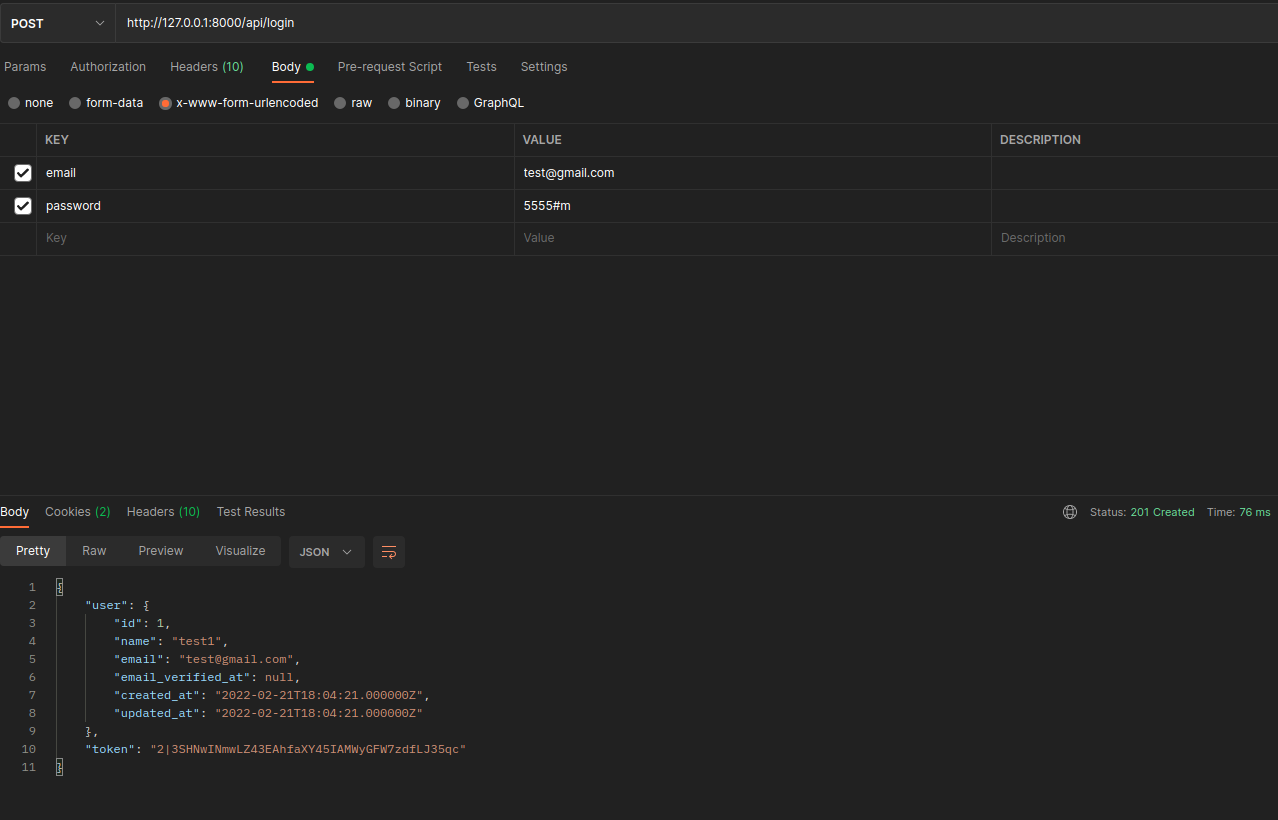 POST http://127.0.0.1:8000/api/login
Params Authorization Headers (10) Body Pre-request Script Tests Settings
none form-data x-www-form-urlencoded raw binary GraphQL
KEY VALUE DESCRIPTION
email test@gmail.com
password 5555#m
Key Value Description
Body Cookies (2) Headers (10) Test Results Status: 201 Created Time: 76 ms
Pretty Raw Preview Visualize JSON
1 {
2 "user": {
3 "id": 1,
4 "name": "test1",
5 "email": "test@gmail.com",
6 "email_verified_at": null,
7 "created_at": "2022-02-21T18:04:21.000000Z",
8 "updated_at": "2022-02-21T18:04:21.000000Z"
9 },
10 "token": "2|3SHNwINmwLZ43EAhfaXY45IAMWyGFW7zdfLJ35qc"
11 }